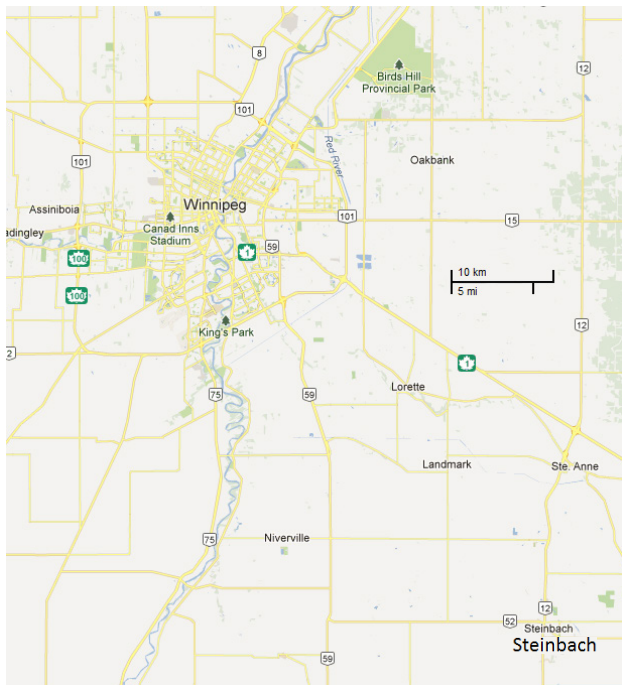 8
12
Birds Hill
Provincial Park
101
101
Red River
Oakbank
Winnipeg
Assiniboia
Canad Inns
Stadium
adingley
101
15
59
1
100
100
10 km
5 mi
12
King's Park
2
1
75
59
Lorette
Landmark
Ste. Anne
75
Niverville
12
52
Steinbach
Steinbach
59